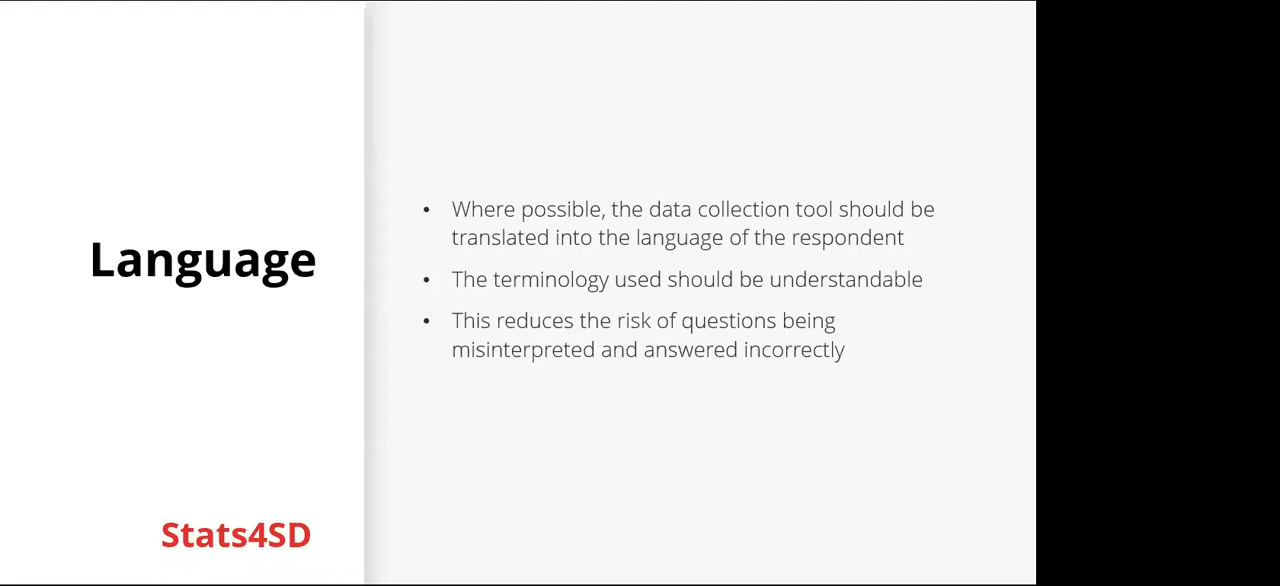 Language
• Where possible, the data collection tool should be
translated into the language of the respondent
• The terminology used should be understandable
• This reduces the risk of questions being
misinterpreted and answered incorrectly
Stats4SD